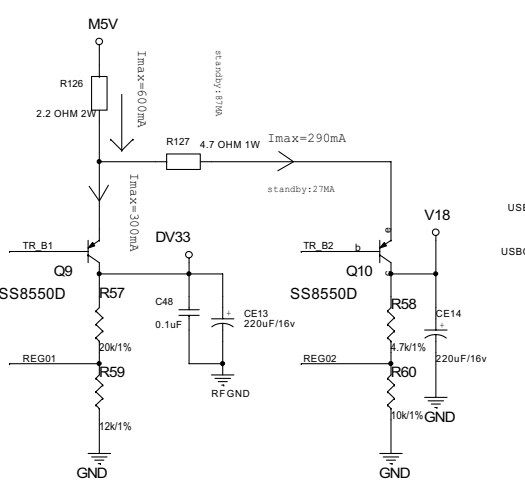 M5V
R126
2.2 OHM 2W
Imax=600mA
standby:87MA
R127
4.7 OHM 1W
Imax=290mA
standby:27MA
Imax=300mA
TR_B1
Q9
SS8550D
DV33
R57
20k/1%
C48
0.1uF
CE13
220uF/16v
REG01
R59
12k/1%
RFGND
GND
e
TR_B2
b
c
Q10
SS8550D
V18
R58
4.7k/1%
CE14
220uF/16v
REG02
R60
10k/1%
GND
GND